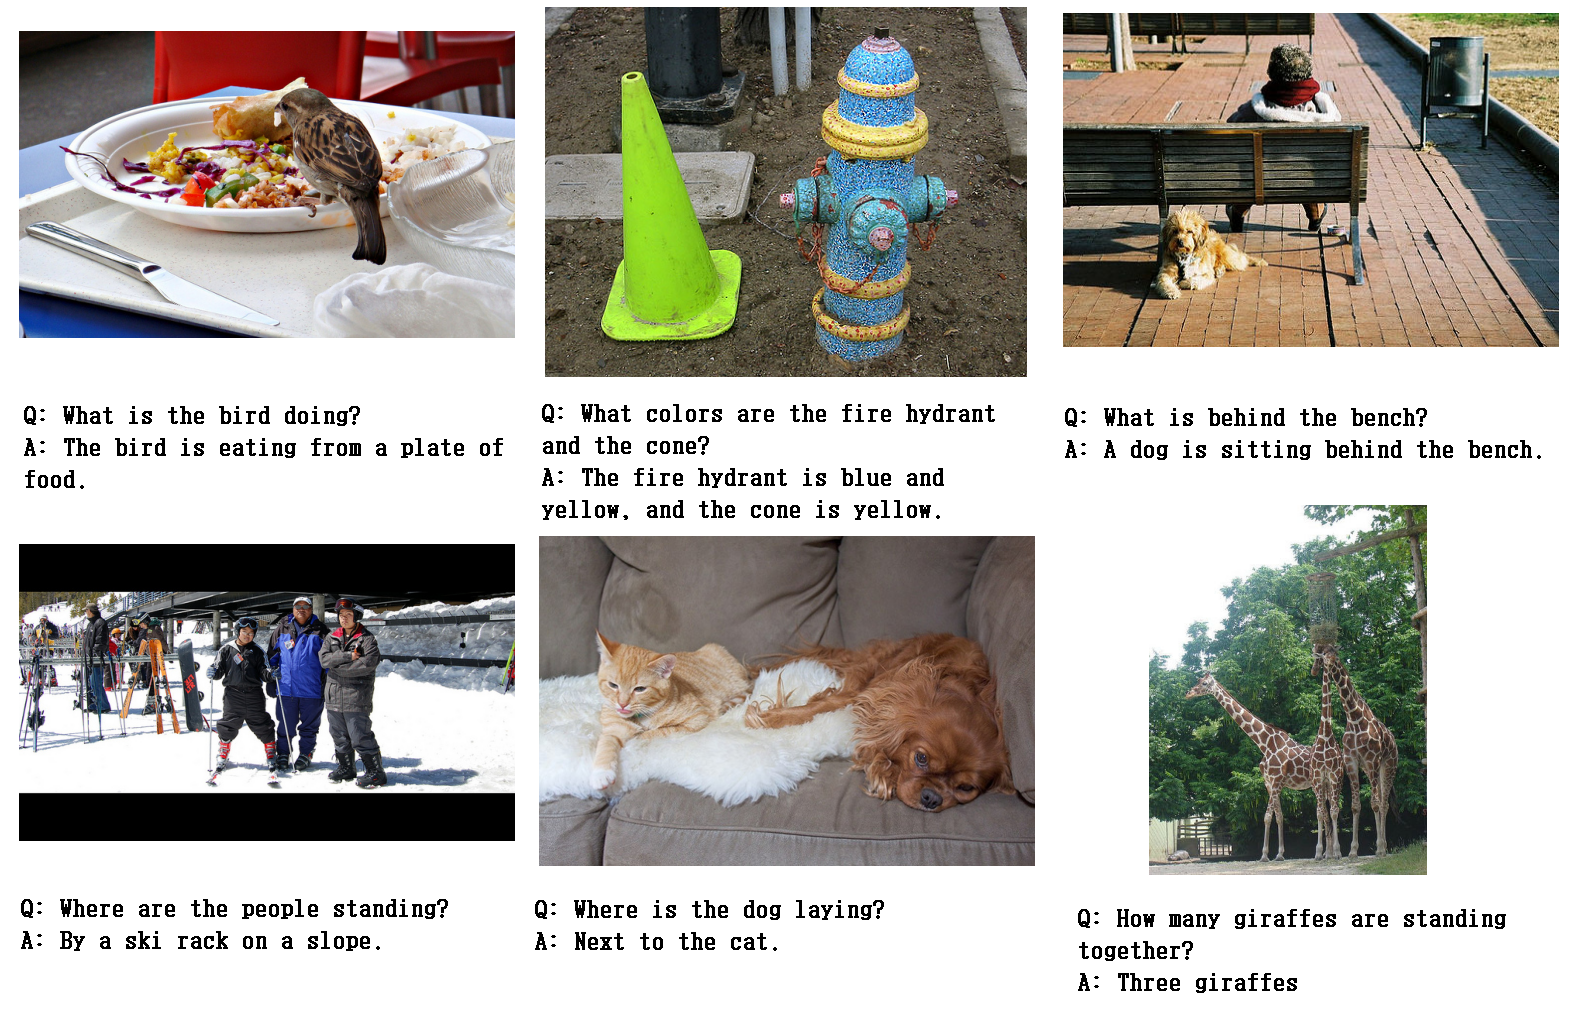 Q: What is the bird doing?
A: The bird is eating from a plate of
food.
Q: What colors are the fire hydrant
and the cone?
A: The fire hydrant is blue and
yellow, and the cone is yellow.
Q: What is behind the bench?
A: A dog is sitting behind the bench.
Q: Where are the people standing?
A: By a ski rack on a slope.
Q: Where is the dog laying?
A: Next to the cat.
Q: How many giraffes are standing
together?
A: Three giraffes